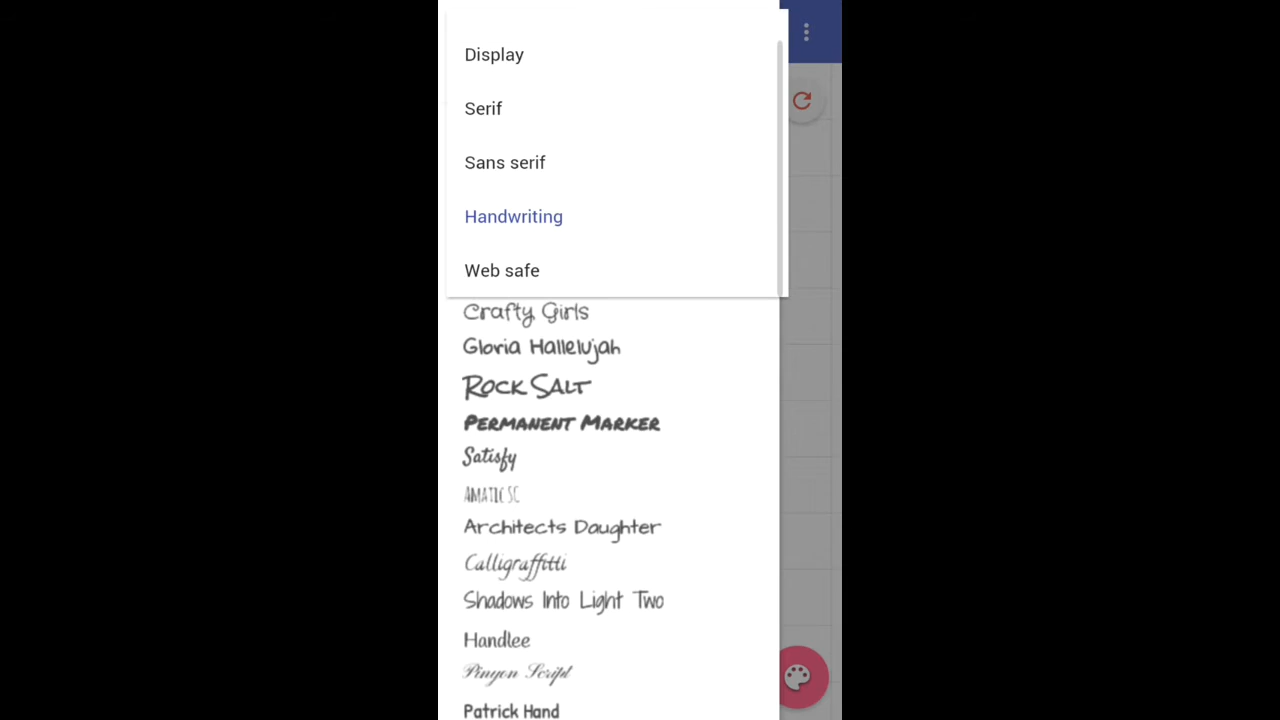 Display
Serif
Sans serif
Handwriting
Web safe
Crafty Girls
Gloria Hallelujah
Rock Salt
Permanent Marker
Satisfy
Amatic SC
Architects Daughter
Calligraffitti
Shadows Into Light Two
Handlee
Pinyon Script
Patrick Hand